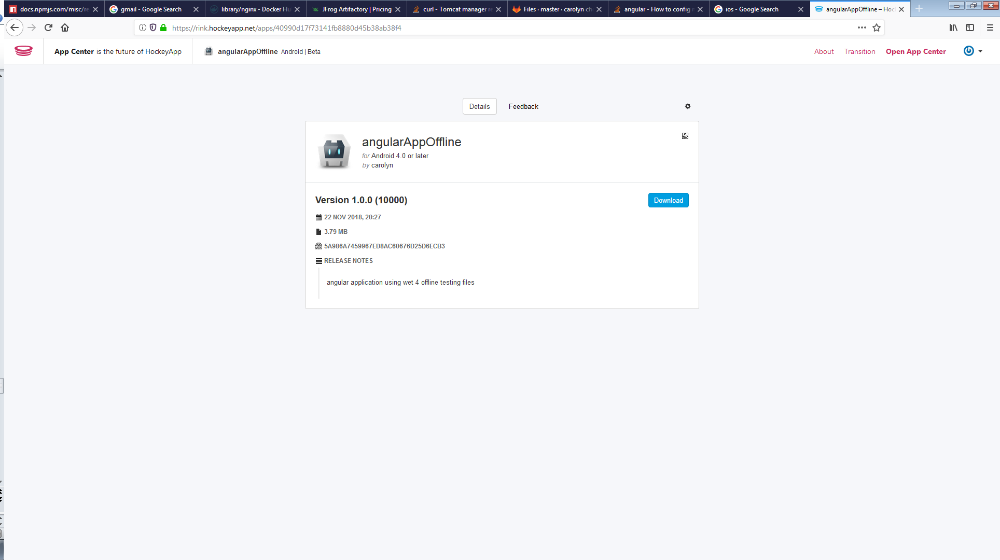 docs.npmjs.com/misc/re
gmail - Google Search
library/nginx - Docker Hu
JFrog Artifactory | Pricing
curl - Tomcat manager re
Files · master · carolyn ch
angular - How to config n
ios - Google Search
angularAppOffline – Hoc
https://rink.hockeyapp.net/apps/40990d17f73141fb8880d45b38ab38f4
App Center is the future of HockeyApp
angularAppOffline Android | Beta
About
Transition
Open App Center
Details
Feedback
angularAppOffline
for Android 4.0 or later
by carolyn
Version 1.0.0 (10000)
Download
22 NOV 2018, 20:27
3.79 MB
5A986A7459967ED8AC60676D25D6ECB3
RELEASE NOTES
angular application using wet 4 offline testing files